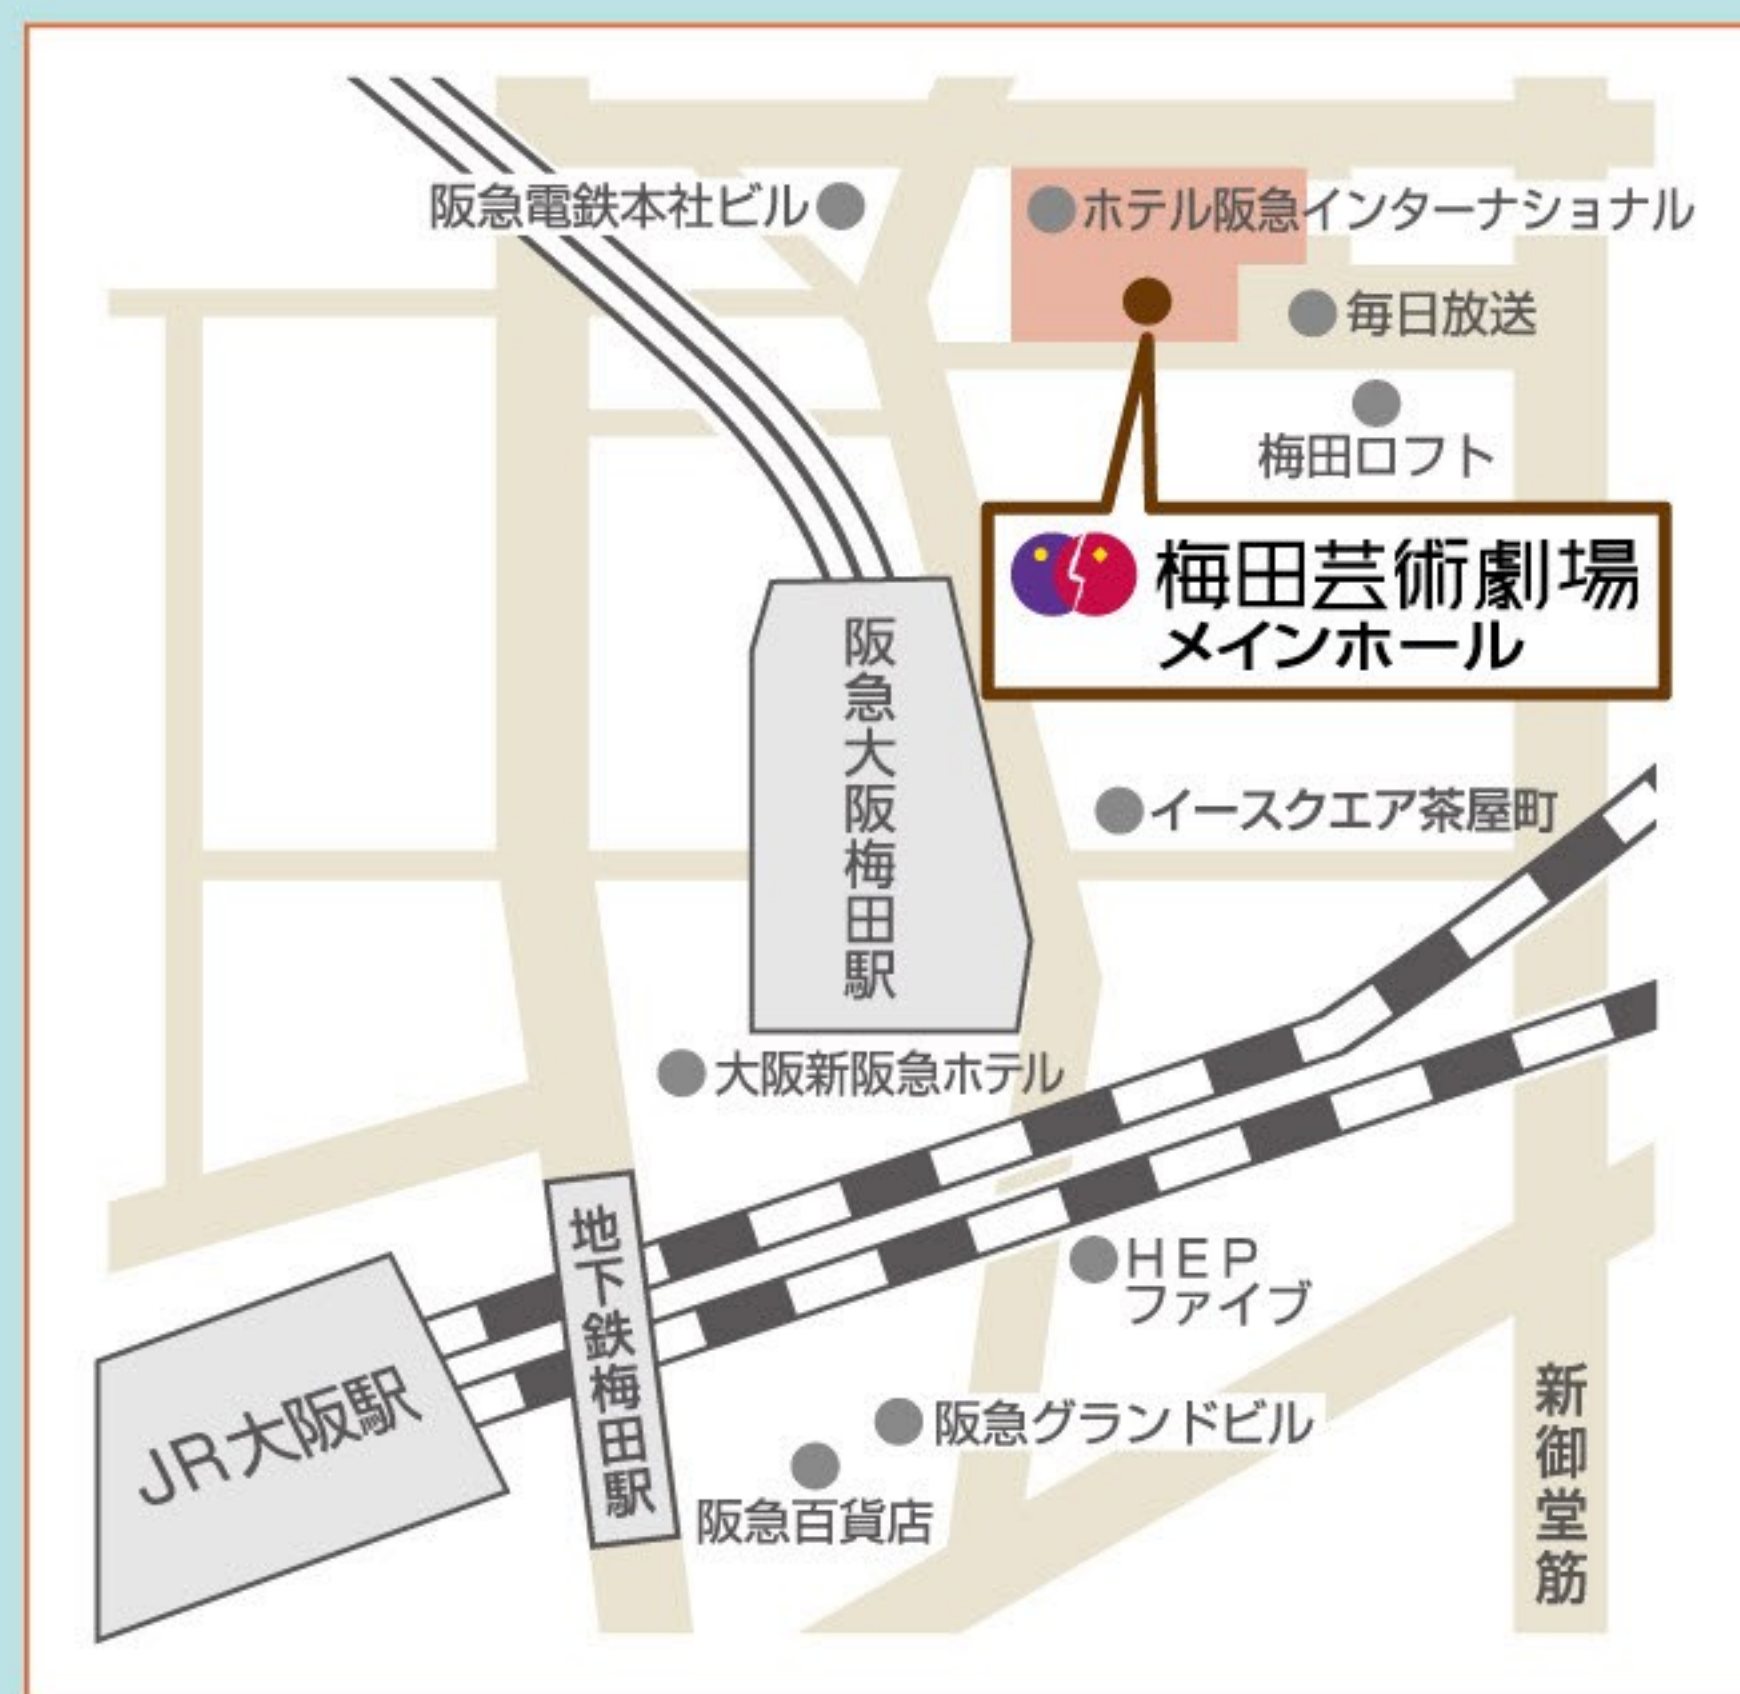 阪急電鉄本社ビル
ホテル阪急インターナショナル
毎日放送
梅田ロフト
梅田芸術劇場
メインホール
阪急大阪梅田駅
イースクエア茶屋町
大阪新阪急ホテル
地下鉄梅田駅
HEP
ファイブ
JR大阪駅
阪急グランドビル
阪急百貨店
新御堂筋